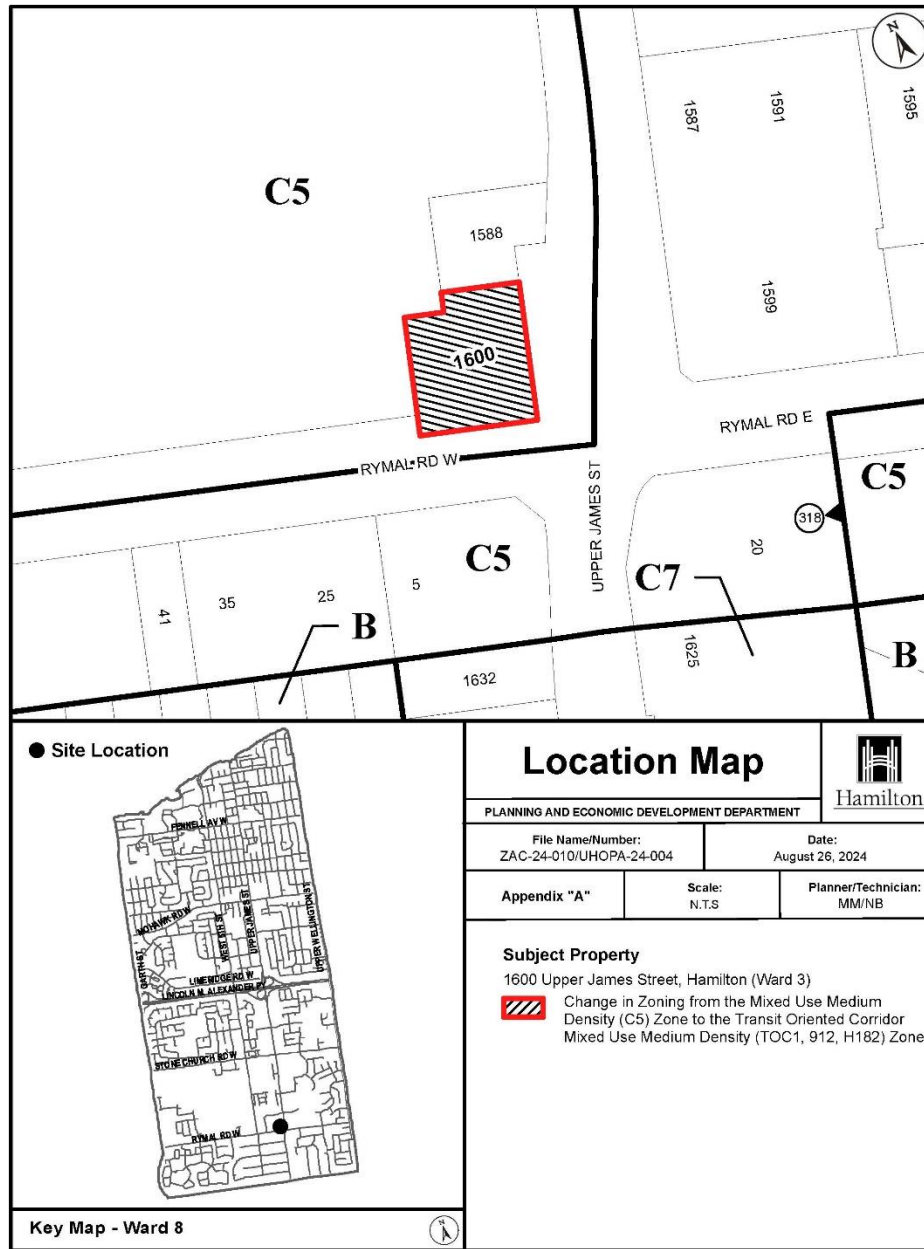 N
C5
1587
1591
1595
1588
1599
1600
RYMAL RD E
RYMAL RD W
C5
318
UPPER JAMES ST
20
C7
C5
5
41
35
25
B
1625
B
1632
Site Location
FENNELL AV W
MOHAWK RD W
GARTH ST
WEST 5TH ST
UPPER JAMES ST
UPPER WELLINGTON ST
LIMERIDGE RD W
LINCOLN M. ALEXANDER PY
STONE CHURCH RD W
RYMAL RD W
Key Map - Ward 8
N
Location Map
Hamilton
PLANNING AND ECONOMIC DEVELOPMENT DEPARTMENT
File Name/Number:
ZAC-24-010/UHOPA-24-004
Date:
August 26, 2024
Appendix "A"
Scale:
N.T.S
Planner/Technician:
MM/NB
Subject Property
1600 Upper James Street, Hamilton (Ward 3)
Change in Zoning from the Mixed Use Medium
Density (C5) Zone to the Transit Oriented Corridor
Mixed Use Medium Density (TOC1, 912, H182) Zone